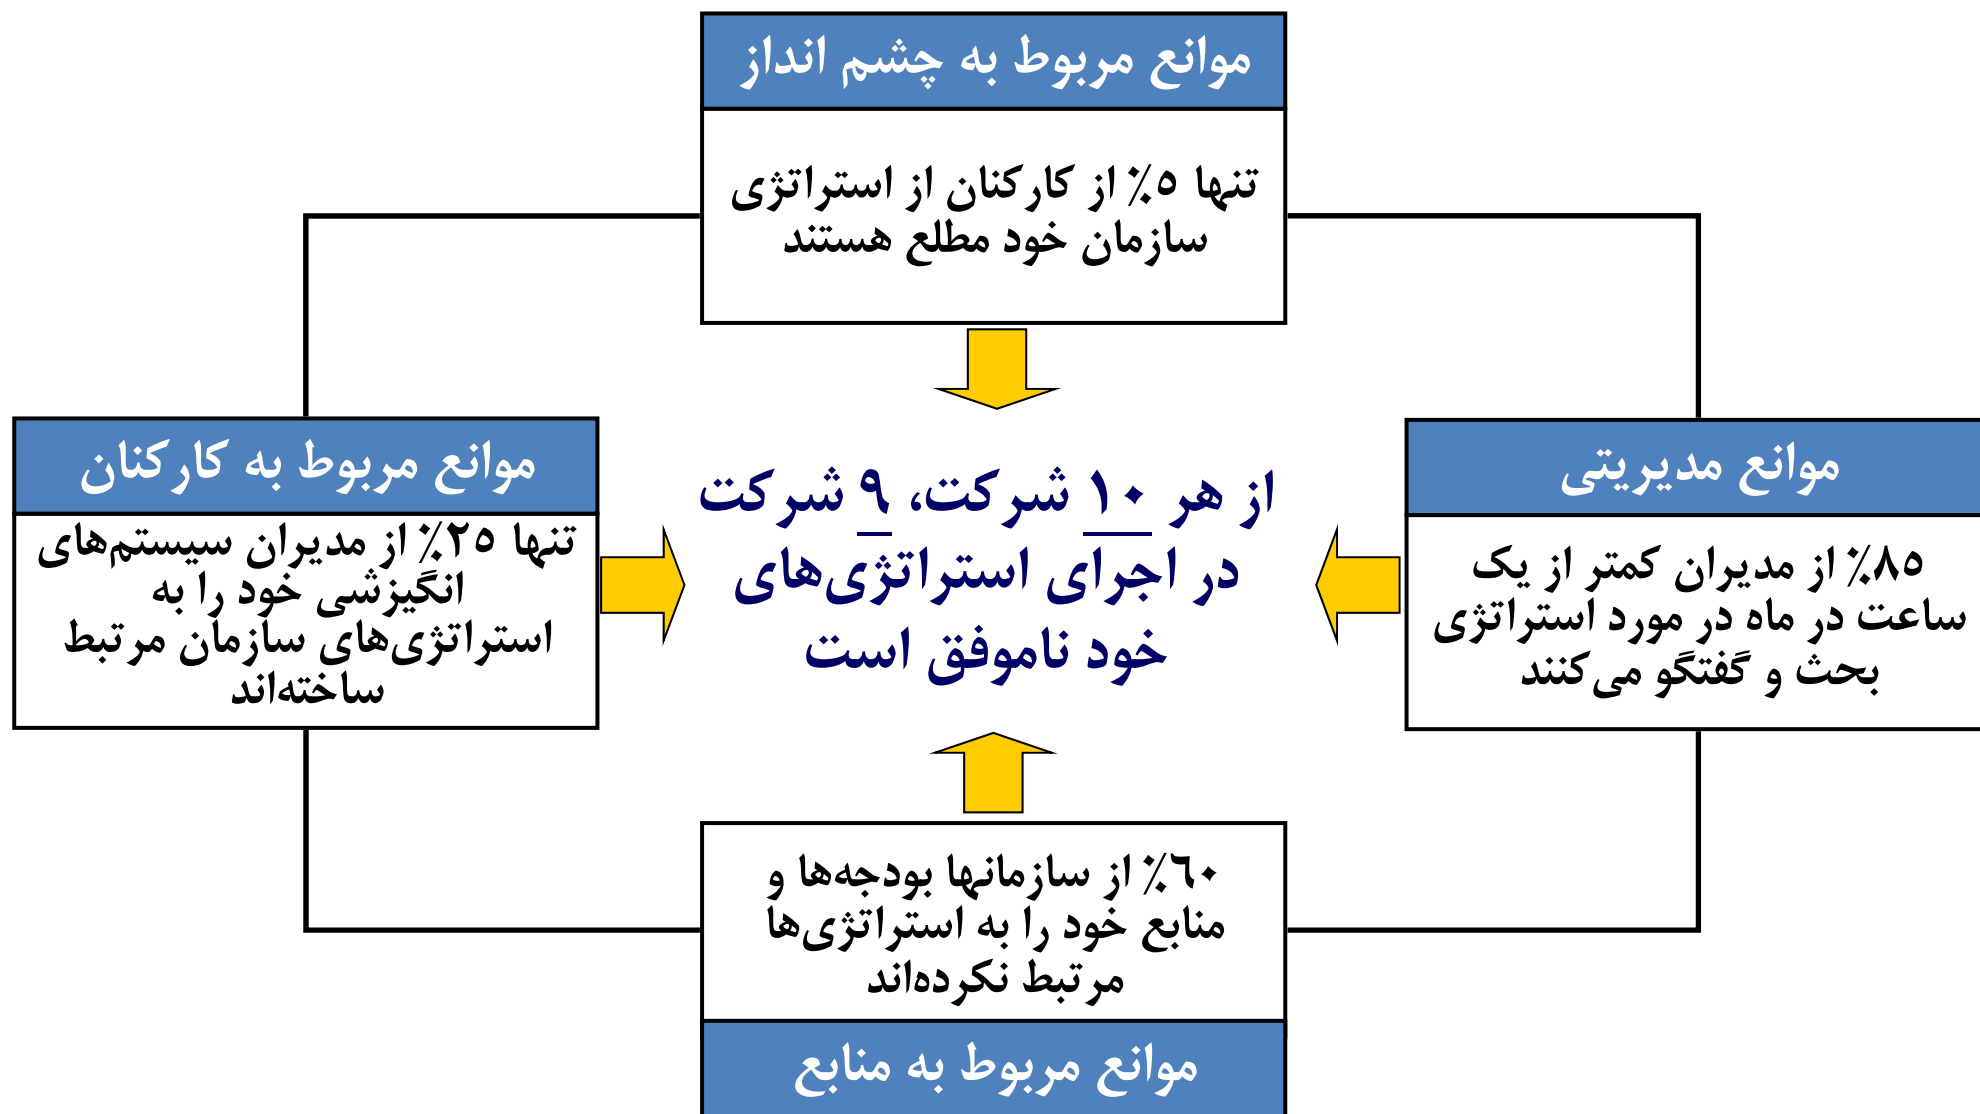 موانع مربوط به چشم انداز
تنها ۵٪ از کارکنان از استراتژی
سازمان خود مطلع هستند
موانع مدیریتی
۸۵٪ از مدیران کمتر از یک
ساعت در ماه در مورد استراتژی
بحث و گفتگو می‌کنند
از هر ۱۰ شرکت، ۹ شرکت
در اجرای استراتژی‌های
خود ناموفق است
موانع مربوط به کارکنان
تنها ۲۵٪ از مدیران سیستم‌های
انگیزشی خود را به
استراتژی‌های سازمان مرتبط
ساخته‌اند
۶۰٪ از سازمانها بودجه‌ها و
منابع خود را به استراتژی‌ها
مرتبط نکرده‌اند
موانع مربوط به منابع